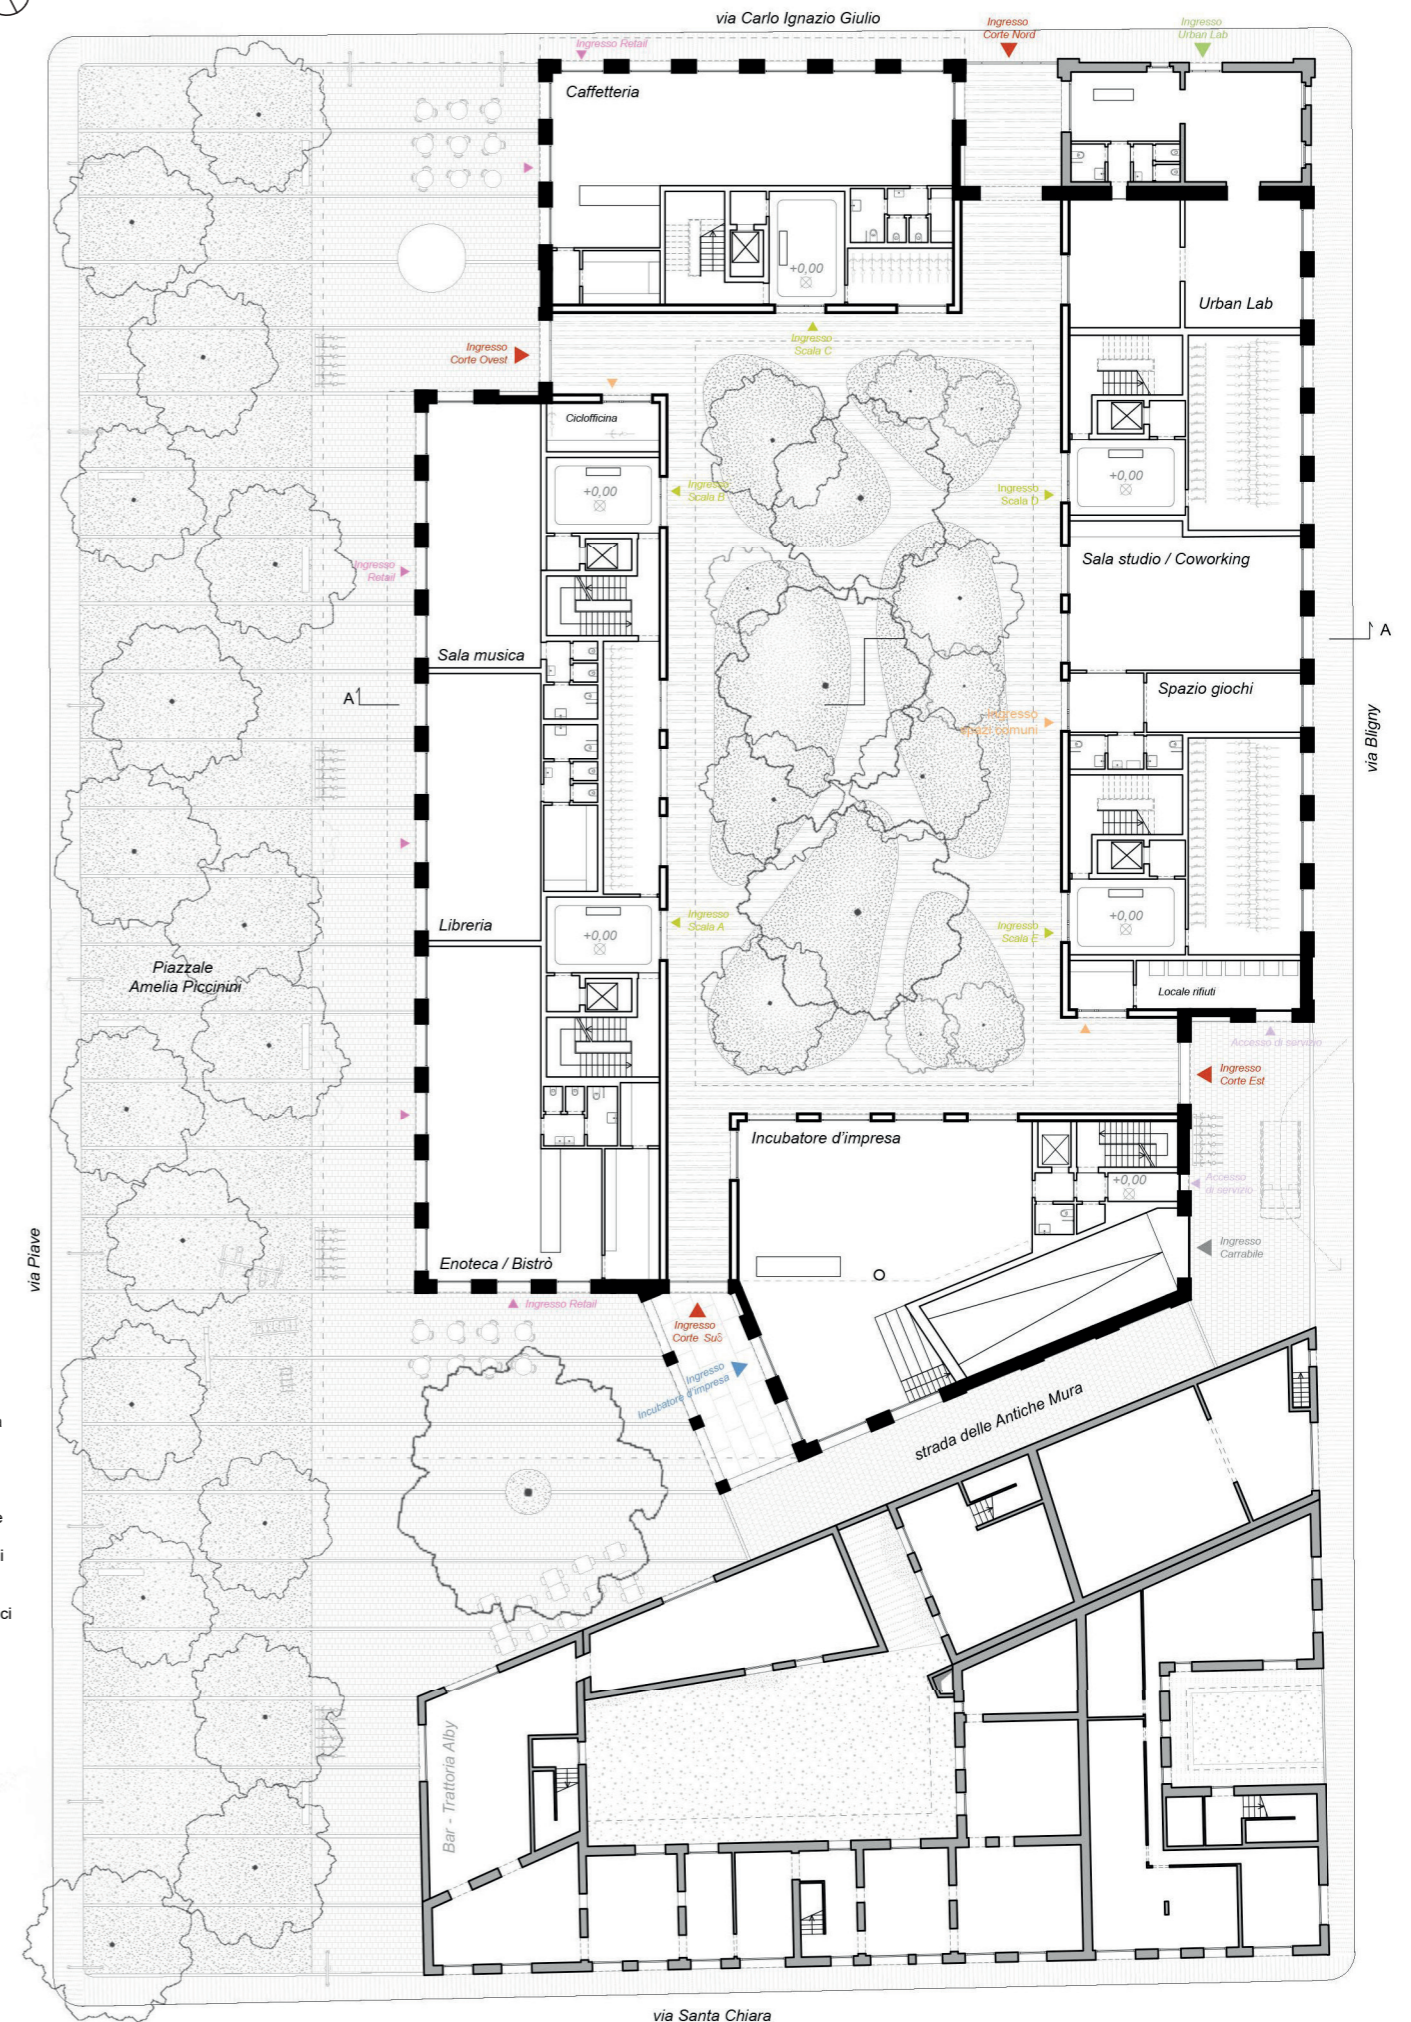 via Carlo Ignazio Giulio
Ingresso
Corte Nord
Ingresso
Urban Lab
Ingresso Retail
Caffetteria
+0,00
Urban Lab
Ingresso
Scala C
Ingresso
Corte Ovest
Ciclofficina
+0,00
Ingresso
Scala B
Ingresso
Scala D
+0,00
Sala studio / Coworking
Ingresso
Retail
A
Sala musica
Spazio giochi
A
Ingresso
spazi comuni
via Bligny
Libreria
+0,00
Ingresso
Scala A
Ingresso
Scala E
+0,00
Piazzale
Amelia Piccinini
Locale rifiuti
Accesso di servizio
Ingresso
Corte Est
Incubatore d'impresa
+0,00
Accesso
di servizio
Ingresso
Carrabile
via Piave
Enoteca / Bistrò
Ingresso Retail
Ingresso
Corte Sud
Ingresso
Incubatore d'impresa
strada delle Antiche Mura
e
i
ci
Bar - Trattoria Alby
via Santa Chiara